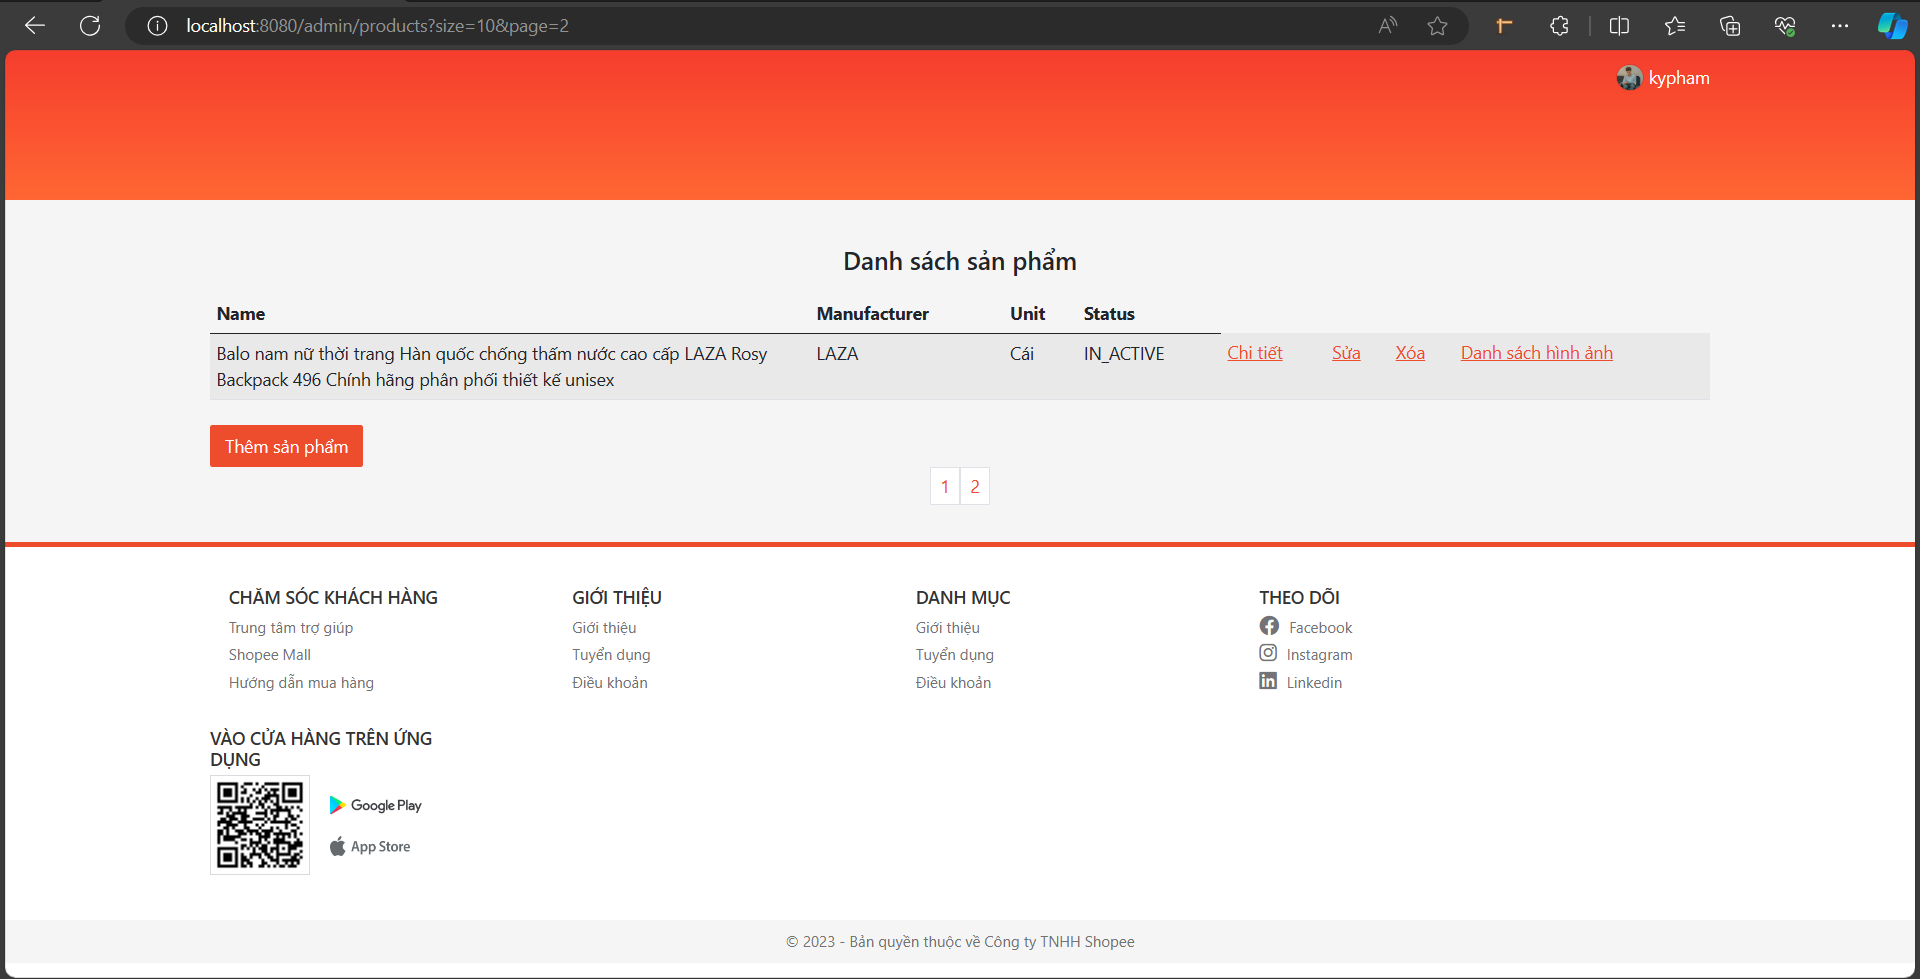 localhost:8080/admin/products?size=10&page=2
kypham
Danh sách sản phẩm
Name Manufacturer Unit Status
Balo nam nữ thời trang Hàn quốc chống thấm nước cao cấp LAZA Rosy LAZA Cái IN_ACTIVE Chi tiết Sửa Xóa Danh sách hình ảnh
Backpack 496 Chính hãng phân phối thiết kế unisex
Thêm sản phẩm
1 2
CHĂM SÓC KHÁCH HÀNG
Trung tâm trợ giúp
Shopee Mall
Hướng dẫn mua hàng
GIỚI THIỆU
Giới thiệu
Tuyển dụng
Điều khoản
DANH MỤC
Giới thiệu
Tuyển dụng
Điều khoản
THEO DÕI
Facebook
Instagram
Linkedin
VÀO CỬA HÀNG TRÊN ỨNG
DỤNG
Google Play
App Store
© 2023 - Bản quyền thuộc về Công ty TNHH Shopee